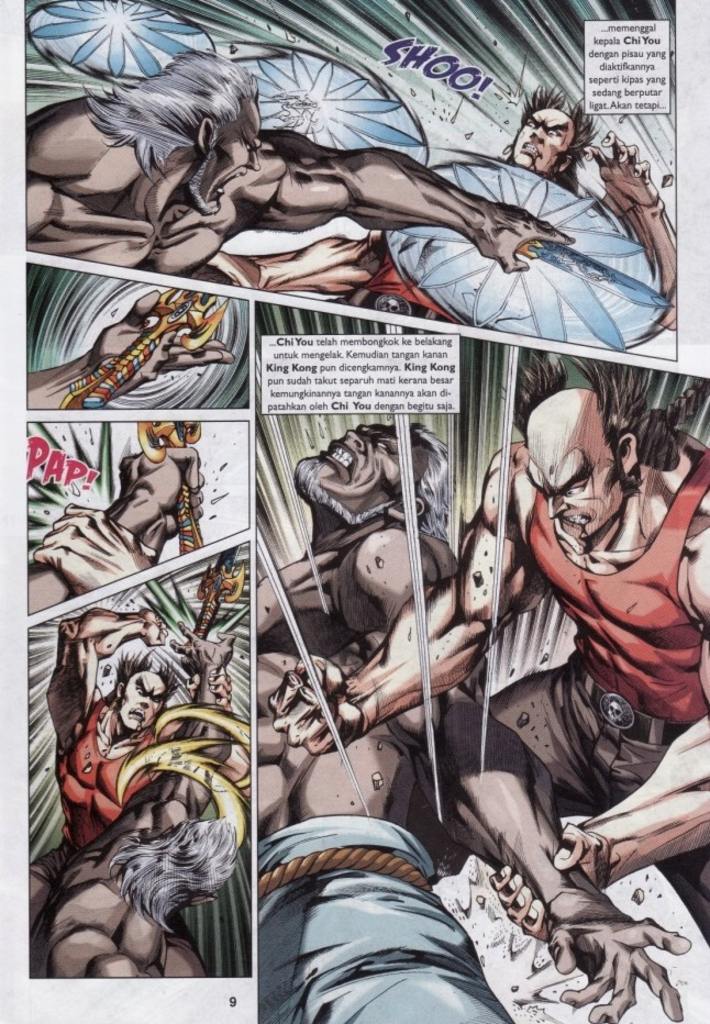 SHOO!
...memenggal
kepala Chi You
dengan pisau yang
diaktifkannya
seperti kipas yang
sedang berputar
ligat. Akan tetapi...
...Chi You telah membongkok ke belakang
untuk mengelak. Kemudian tangan kanan
King Kong pun dicengkamnya. King Kong
pun sudah takut separuh mati kerana besar
kemungkinannya tangan kanannya akan di-
patahkan oleh Chi You dengan begitu saja.
PAP!
9